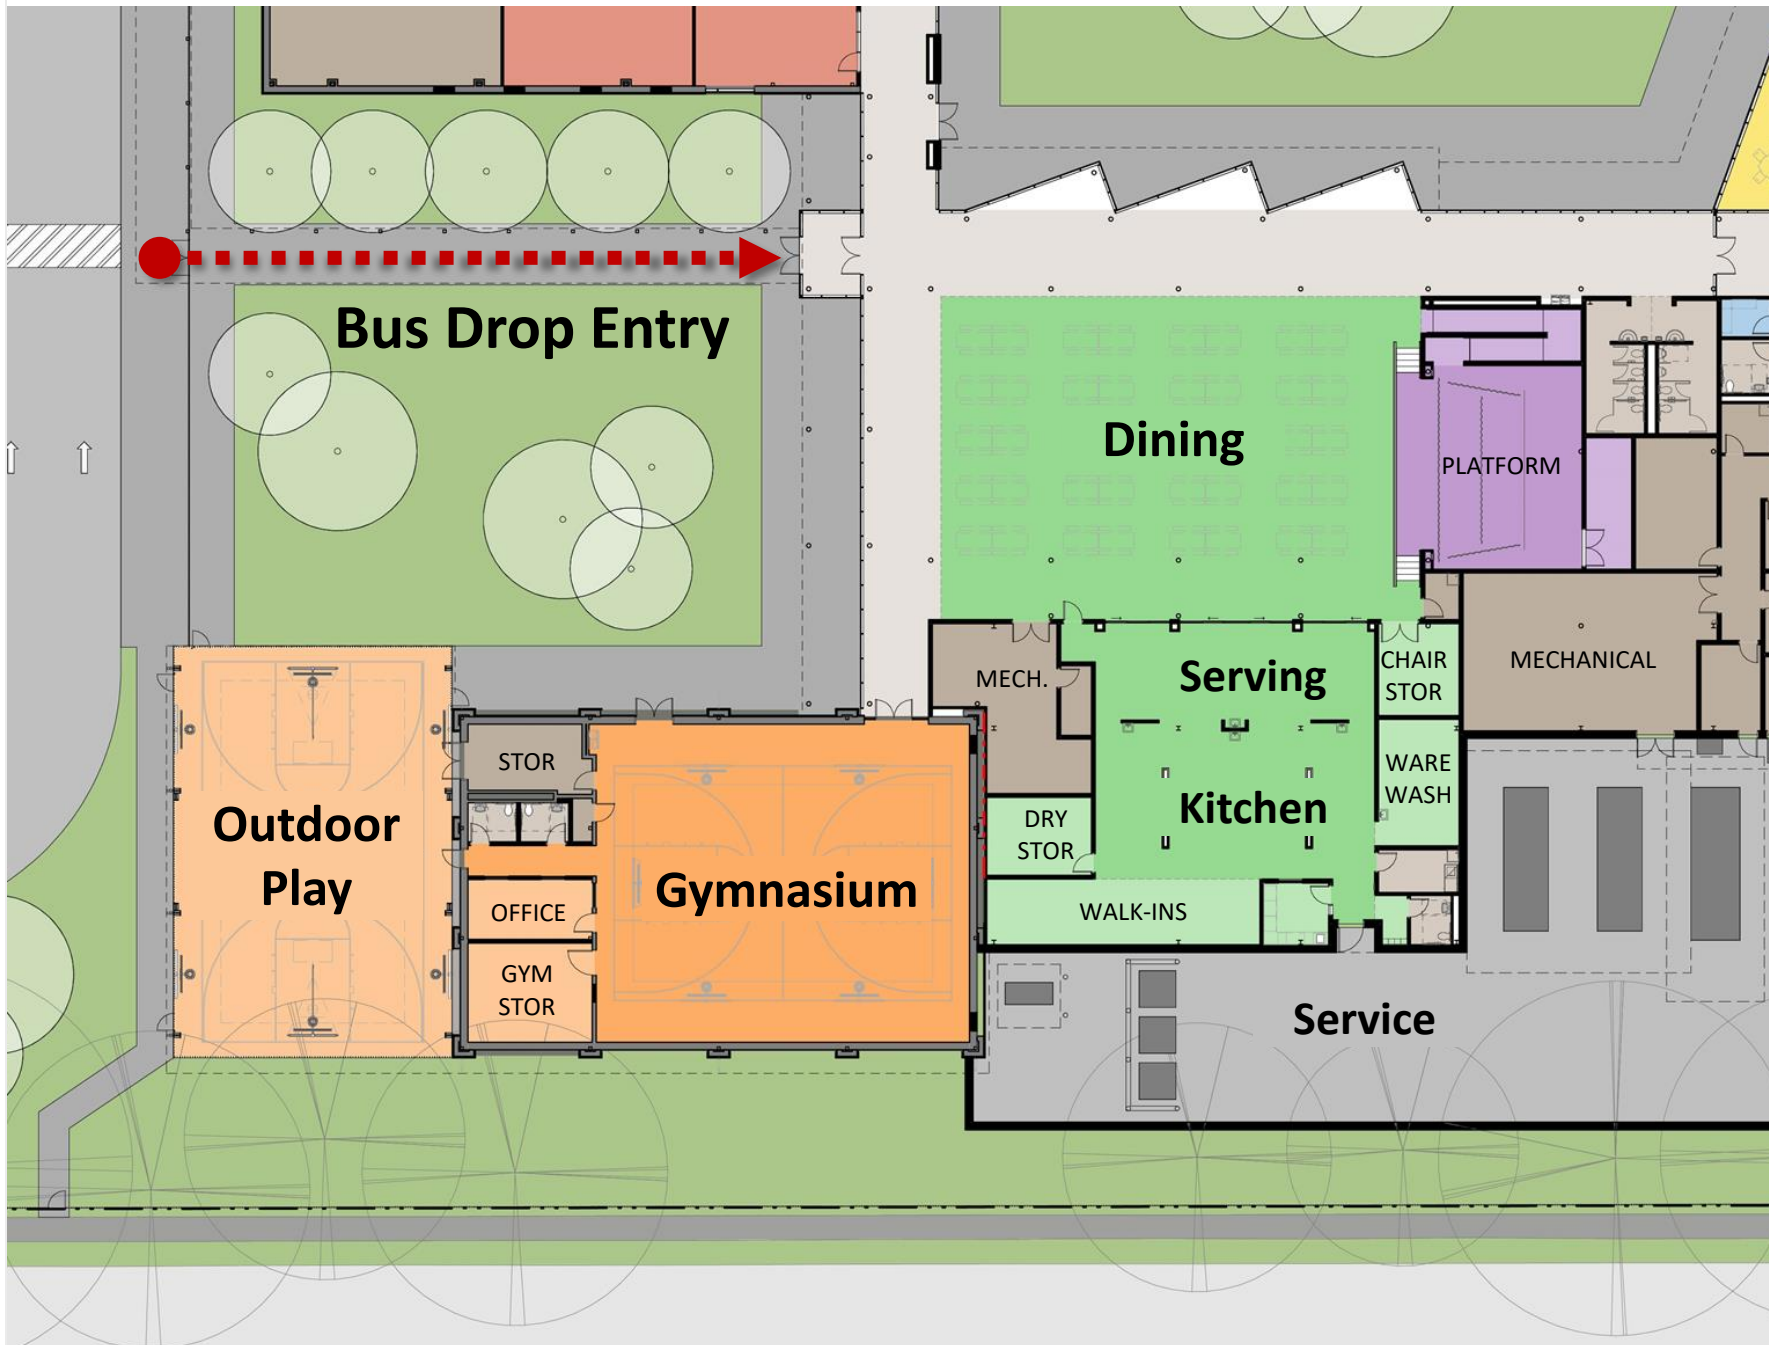 Bus Drop Entry
Dining
PLATFORM
Serving
CHAIR
STOR
MECHANICAL
MECH.
STOR
WARE
WASH
Outdoor
Play
Kitchen
DRY
STOR
Gymnasium
OFFICE
WALK-INS
GYM
STOR
Service